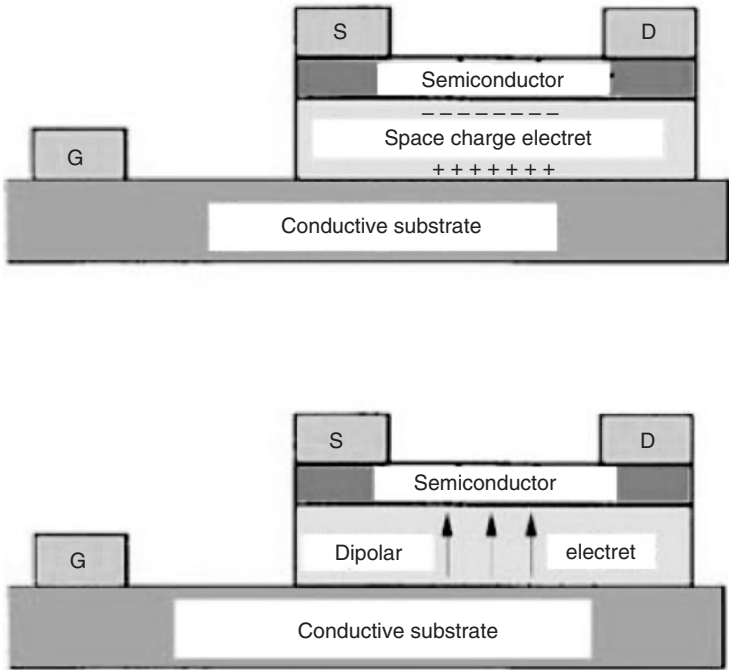 S D
Semiconductor
– – – – – – – –
Space charge electret
+ + + + + + +
G
Conductive substrate
S D
Semiconductor
Dipolar electret
G
Conductive substrate